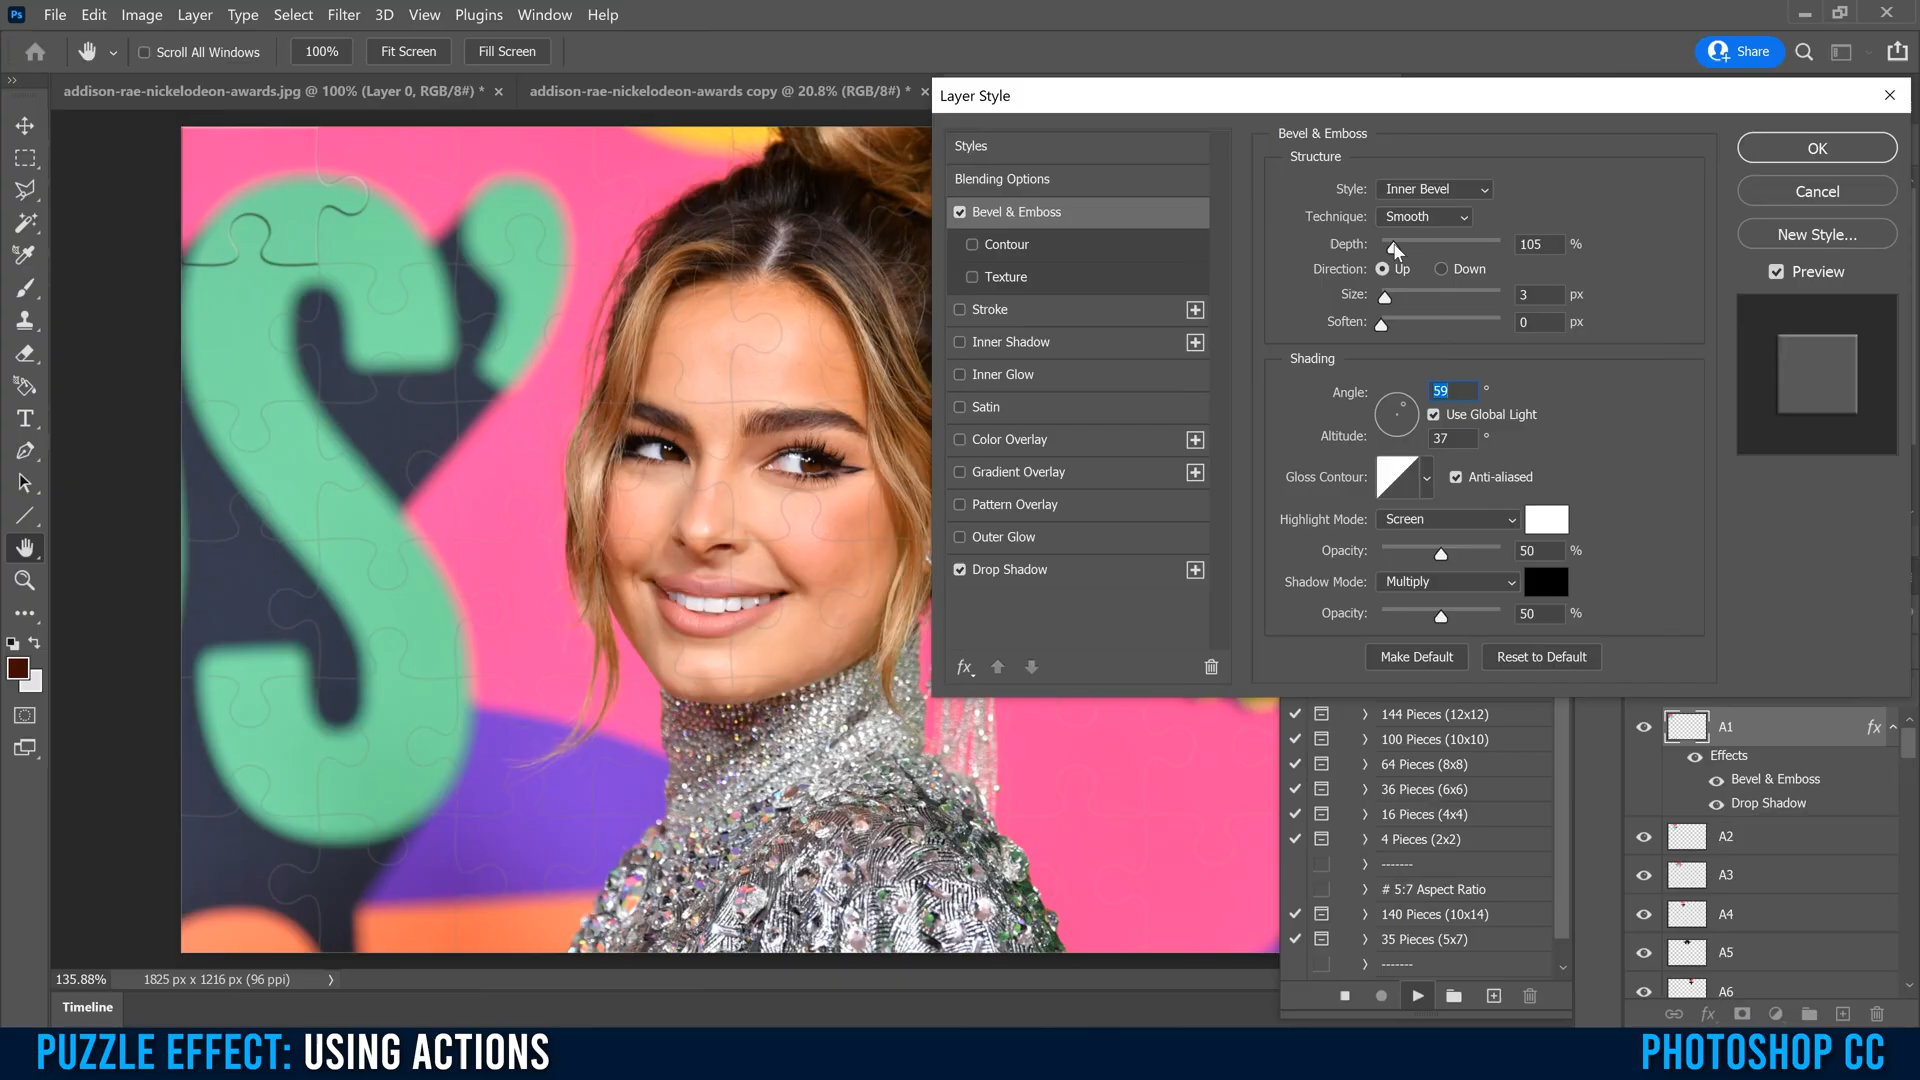 Ps File Edit Image Layer Type Select Filter 3D View Plugins Window Help
Scroll All Windows 100% Fit Screen Fill Screen Share
addison-rae-nickelodeon-awards.jpg @ 100% (Layer 0, RGB/8#) * × addison-rae-nickelodeon-awards copy @ 20.8% (RGB/8#) * ×
Layer Style
Styles
Blending Options
Bevel & Emboss
Contour
Texture
Stroke
Inner Shadow
Inner Glow
Satin
Color Overlay
Gradient Overlay
Pattern Overlay
Outer Glow
Drop Shadow
fx
Bevel & Emboss
Structure
Style: Inner Bevel
Technique: Smooth
Depth: 105 %
Direction: Up Down
Size: 3 px
Soften: 0 px
Shading
Angle: 59 °
Use Global Light
Altitude: 37 °
Gloss Contour: Anti-aliased
Highlight Mode: Screen
Opacity: 50 %
Shadow Mode: Multiply
Opacity: 50 %
Make Default Reset to Default
OK
Cancel
New Style...
Preview
S'
144 Pieces (12x12)
100 Pieces (10x10)
64 Pieces (8x8)
36 Pieces (6x6)
16 Pieces (4x4)
4 Pieces (2x2)
-------
# 5:7 Aspect Ratio
140 Pieces (10x14)
35 Pieces (5x7)
-------
A1 fx
Effects
Bevel & Emboss
Drop Shadow
A2
A3
A4
A5
A6
fx
135.88% 1825 px x 1216 px (96 ppi)
Timeline
PUZZLE EFFECT: USING ACTIONS
PHOTOSHOP CC